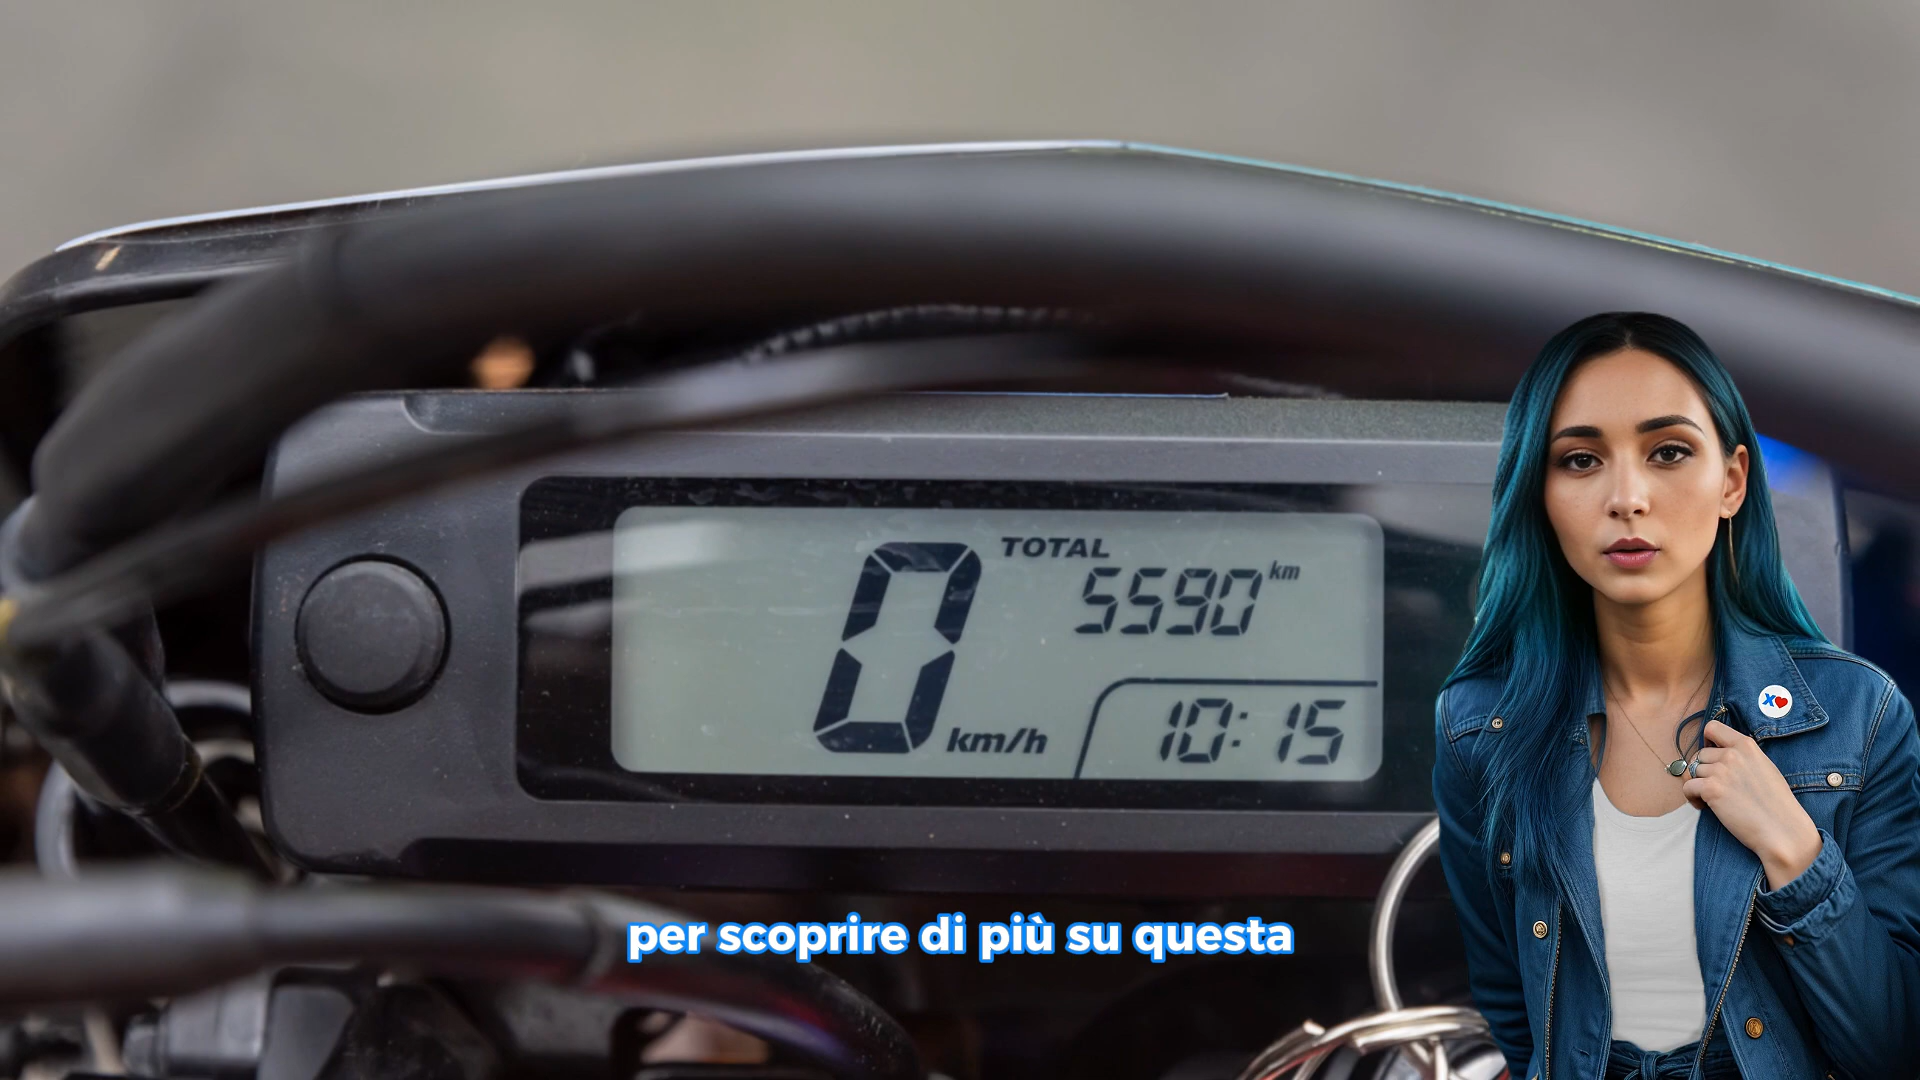 TOTAL
5590 km
0 km/h
10:15
X
per scoprire di più su questa